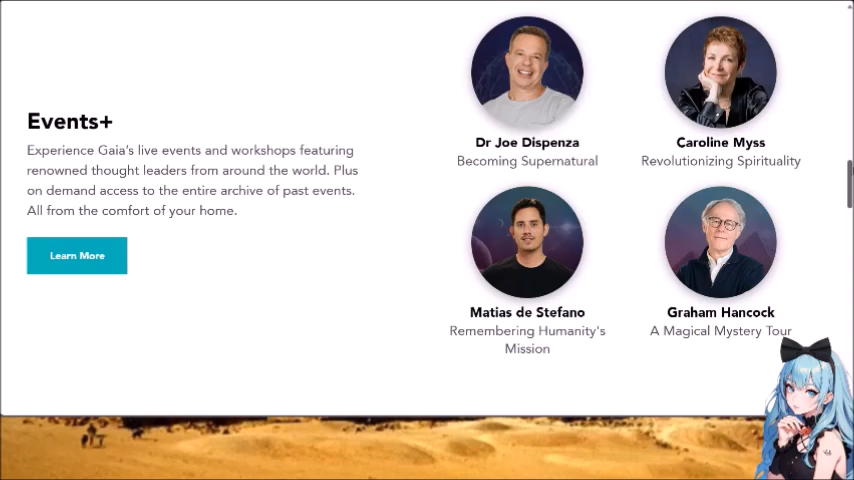 Events+
Experience Gaia's live events and workshops featuring
renowned thought leaders from around the world. Plus
on demand access to the entire archive of past events.
All from the comfort of your home.
Learn More
Dr Joe Dispenza
Becoming Supernatural
Caroline Myss
Revolutionizing Spirituality
Matias de Stefano
Remembering Humanity's
Mission
Graham Hancock
A Magical Mystery Tour